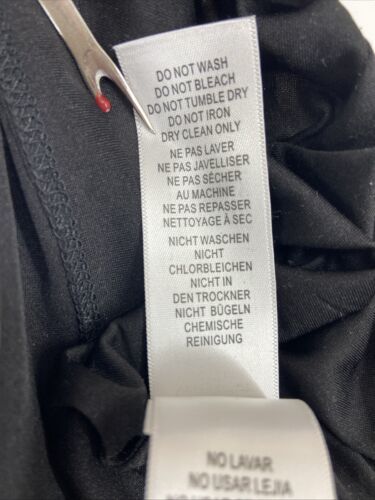 DO NOT WASH
DO NOT BLEACH
DO NOT TUMBLE DRY
DO NOT IRON
DRY CLEAN ONLY
NE PAS LAVER
NE PAS JAVELLISER
NE PAS SÉCHER
AU MACHINE
NE PAS REPASSER
NETTOYAGE À SEC
NICHT WASCHEN
NICHT
CHLORBLEICHEN
NICHT IN
DEN TROCKNER
NICHT BÜGELN
CHEMISCHE
REINIGUNG
NO LAVAR
NO USAR LEJIA